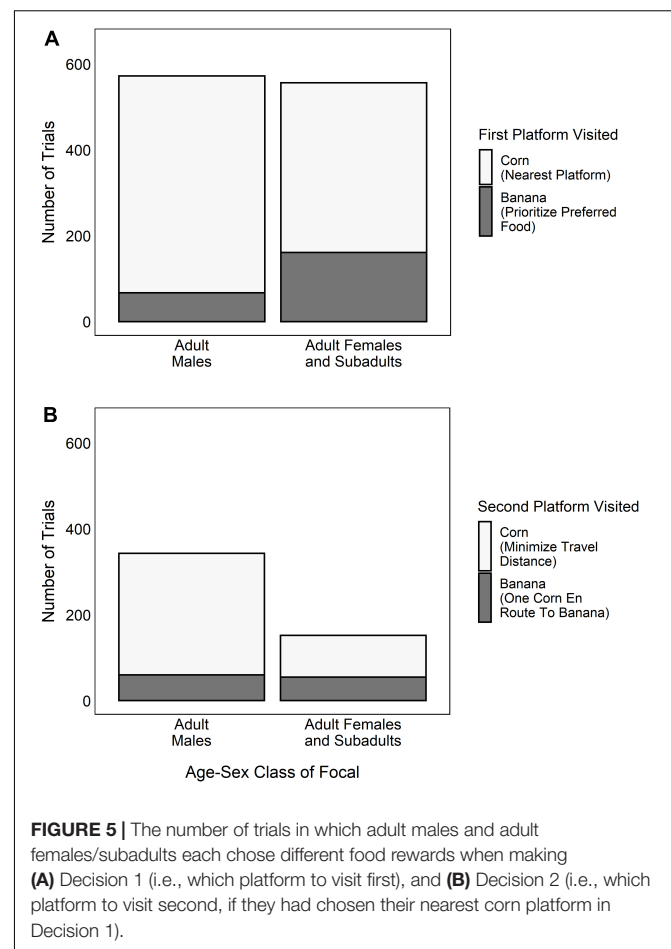 A
600
400
200
0
Number of Trials
Adult
Males
Adult Females
and Subadults
First Platform Visited
Corn
(Nearest Platform)
Banana
(Prioritize Preferred
Food)
B
600
400
200
0
Number of Trials
Adult
Males
Adult Females
and Subadults
Age-Sex Class of Focal
Second Platform Visited
Corn
(Minimize Travel
Distance)
Banana
(One Corn En
Route To Banana)
FIGURE 5 | The number of trials in which adult males and adult
females/subadults each chose different food rewards when making
(A) Decision 1 (i.e., which platform to visit first), and (B) Decision 2 (i.e., which
platform to visit second, if they had chosen their nearest corn platform in
Decision 1).